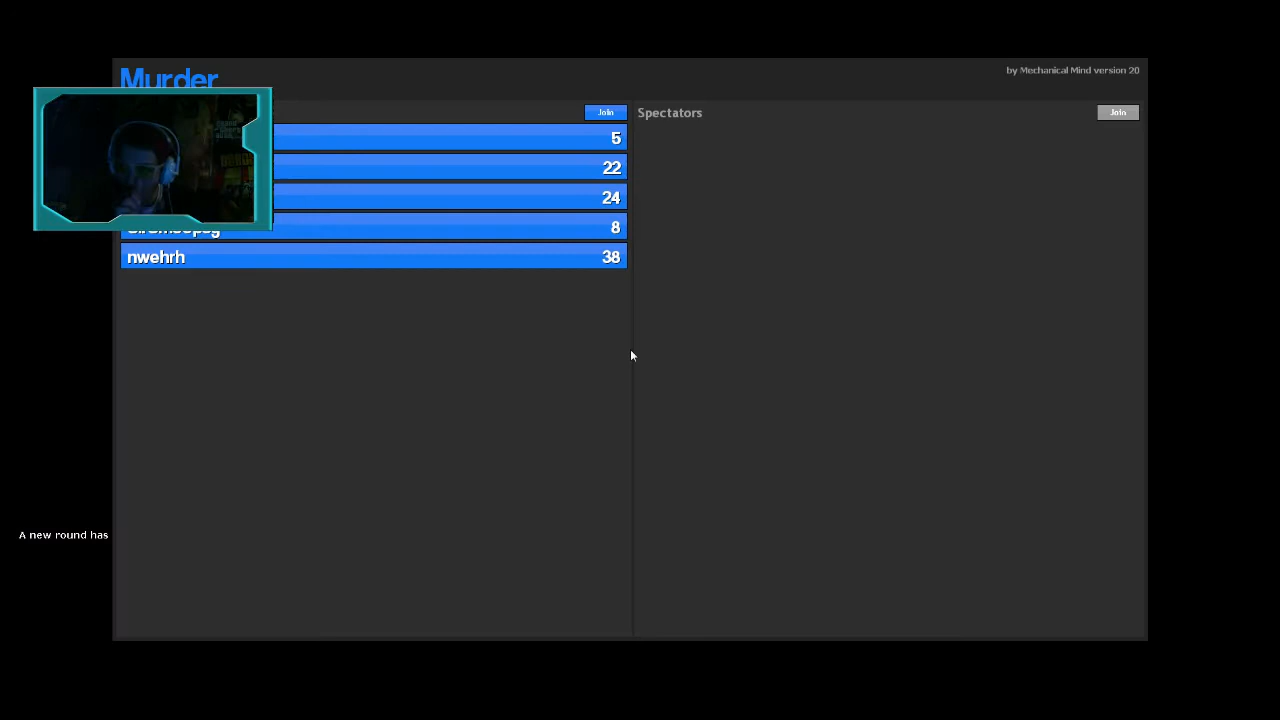 Murder
by Mechanical Mind version 20
Join
Spectators
Join
5
22
24
8
nwehrh 38
A new round has